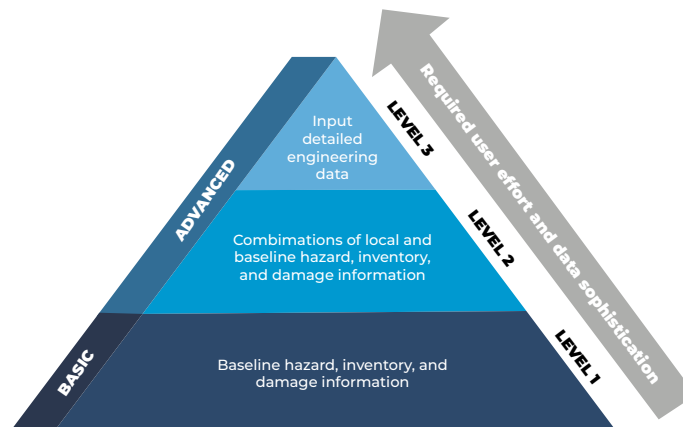 Input
detailed
engineering
data
LEVEL 3
ADVANCED
Combimations of local and
baseline hazard, inventory,
and damage information
LEVEL 2
Required user effort and data sophistication
Baseline hazard, inventory, and
damage information
LEVEL 1
BASIC